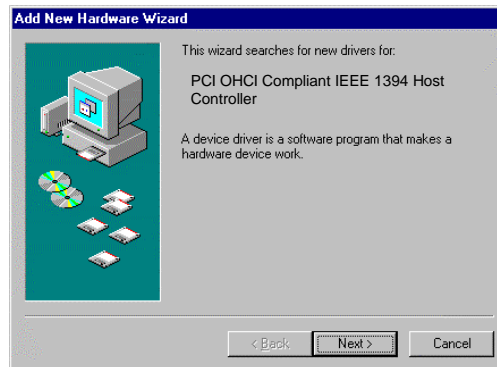 Add New Hardware Wizard
This wizard searches for new drivers for:
PCI OHCI Compliant IEEE 1394 Host
Controller
A device driver is a software program that makes a
hardware device work.
< Back
Next >
Cancel